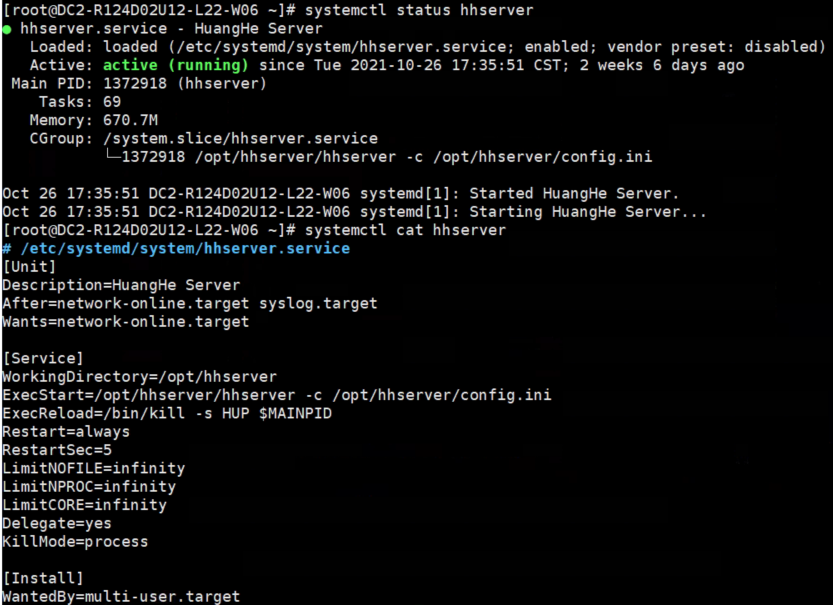 [root@DC2-R124D02U12-L22-W06 ~]# systemctl status hhserver
● hhserver.service - HuangHe Server
   Loaded: loaded (/etc/systemd/system/hhserver.service; enabled; vendor preset: disabled)
   Active: active (running) since Tue 2021-10-26 17:35:51 CST; 2 weeks 6 days ago
 Main PID: 1372918 (hhserver)
    Tasks: 69
   Memory: 670.7M
   CGroup: /system.slice/hhserver.service
           └─1372918 /opt/hhserver/hhserver -c /opt/hhserver/config.ini

Oct 26 17:35:51 DC2-R124D02U12-L22-W06 systemd[1]: Started HuangHe Server.
Oct 26 17:35:51 DC2-R124D02U12-L22-W06 systemd[1]: Starting HuangHe Server...
[root@DC2-R124D02U12-L22-W06 ~]# systemctl cat hhserver
# /etc/systemd/system/hhserver.service
[Unit]
Description=HuangHe Server
After=network-online.target syslog.target
Wants=network-online.target

[Service]
WorkingDirectory=/opt/hhserver
ExecStart=/opt/hhserver/hhserver -c /opt/hhserver/config.ini
ExecReload=/bin/kill -s HUP $MAINPID
Restart=always
RestartSec=5
LimitNOFILE=infinity
LimitNPROC=infinity
LimitCORE=infinity
Delegate=yes
KillMode=process

[Install]
WantedBy=multi-user.target